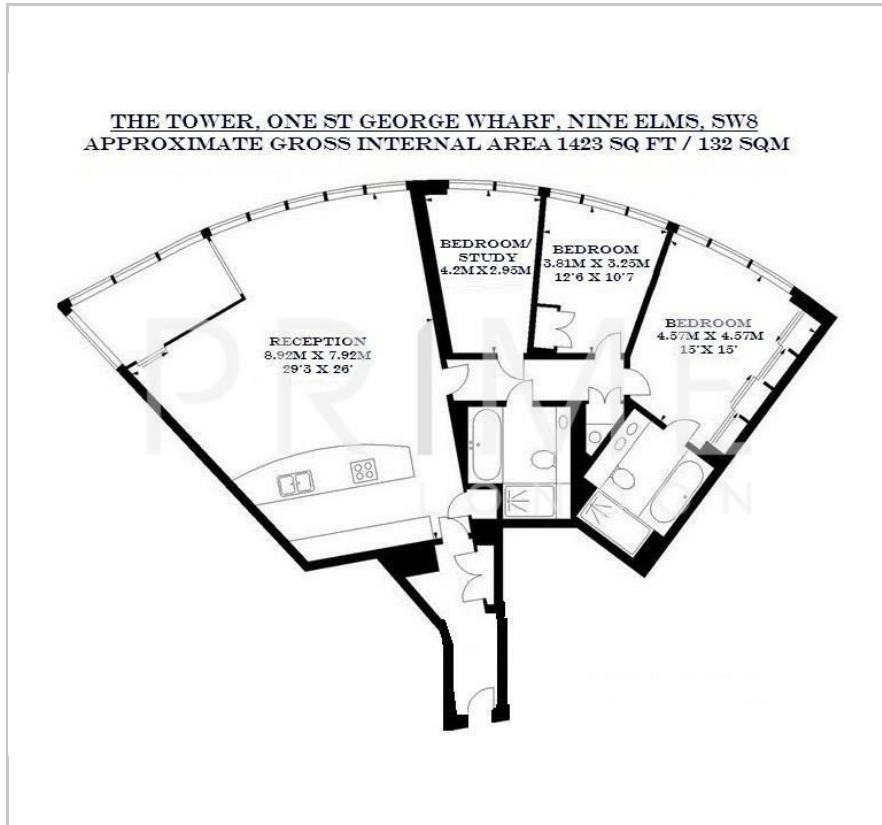 THE TOWER, ONE ST GEORGE WHARF, NINE ELMS, SW8
APPROXIMATE GROSS INTERNAL AREA 1423 SQ FT / 132 SQM
BEDROOM/
STUDY
4.2M X 2.95M
BEDROOM
3.81M X 3.25M
12'6 X 10'7
BEDROOM
4.57M X 4.57M
15' X 15'
RECEPTION
8.92M X 7.92M
29'3 X 26'
PRIME
LONDON